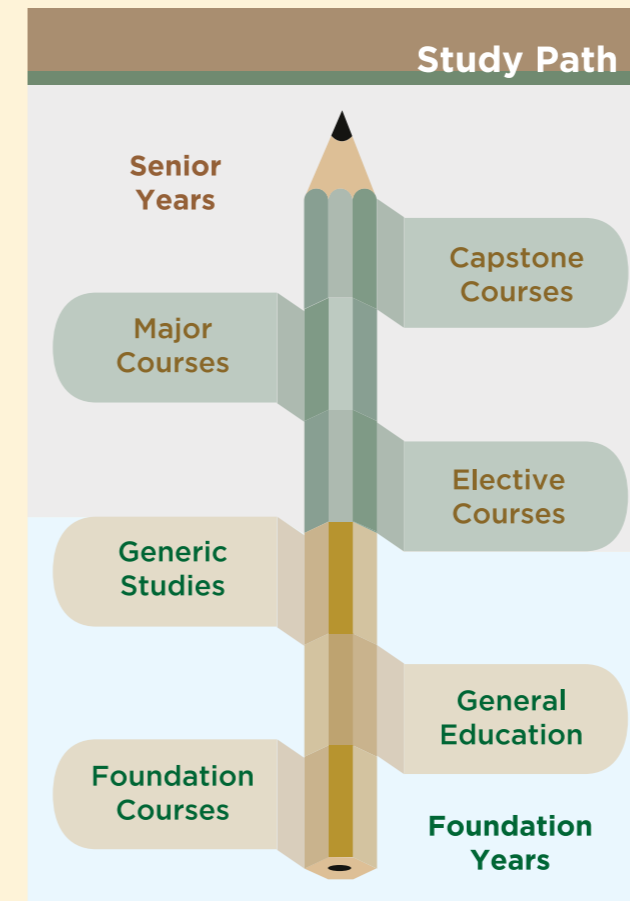 Study Path
Senior
Years
Capstone
Courses
Major
Courses
Elective
Courses
Generic
Studies
General
Education
Foundation
Courses
Foundation
Years